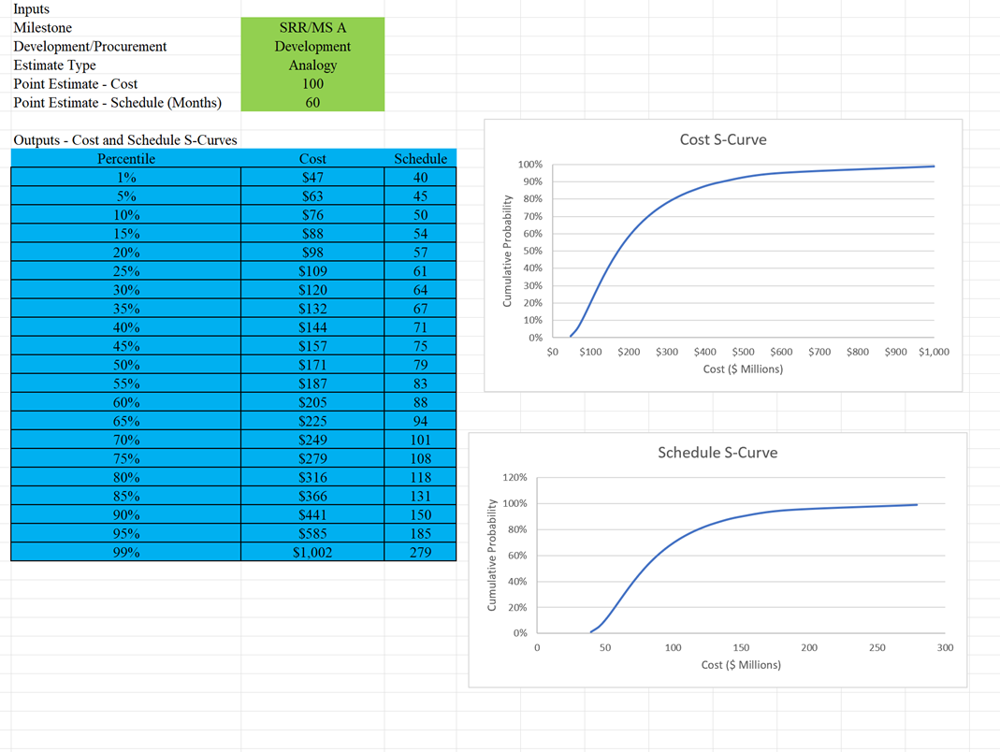 Inputs
Milestone SRR/MS A
Development/Procurement Development
Estimate Type Analogy
Point Estimate - Cost 100
Point Estimate - Schedule (Months) 60
Outputs - Cost and Schedule S-Curves
Percentile Cost Schedule
1% $47 40
5% $63 45
10% $76 50
15% $88 54
20% $98 57
25% $109 61
30% $120 64
35% $132 67
40% $144 71
45% $157 75
50% $171 79
55% $187 83
60% $205 88
65% $225 94
70% $249 101
75% $279 108
80% $316 118
85% $366 131
90% $441 150
95% $585 185
99% $1,002 279
Cost S-Curve
Cumulative Probability
100%
90%
80%
70%
60%
50%
40%
30%
20%
10%
0%
$0 $100 $200 $300 $400 $500 $600 $700 $800 $900 $1,000
Cost ($ Millions)
Schedule S-Curve
Cumulative Probability
120%
100%
80%
60%
40%
20%
0%
0 50 100 150 200 250 300
Cost ($ Millions)